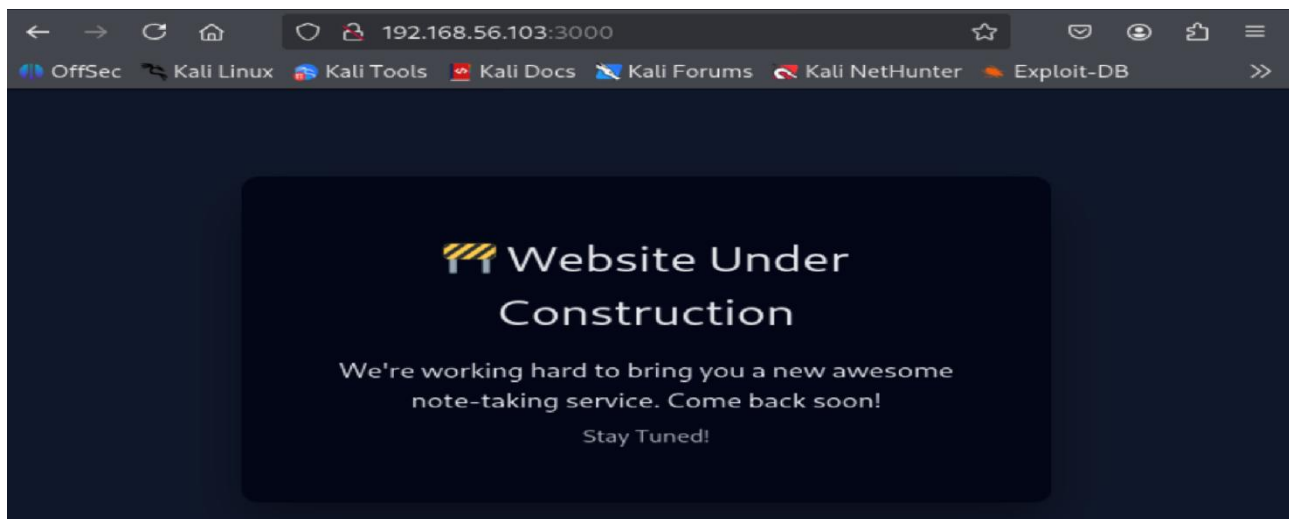 192.168.56.103:3000
OffSec Kali Linux Kali Tools Kali Docs Kali Forums Kali NetHunter Exploit-DB
Website Under
Construction
We're working hard to bring you a new awesome
note-taking service. Come back soon!
Stay Tuned!